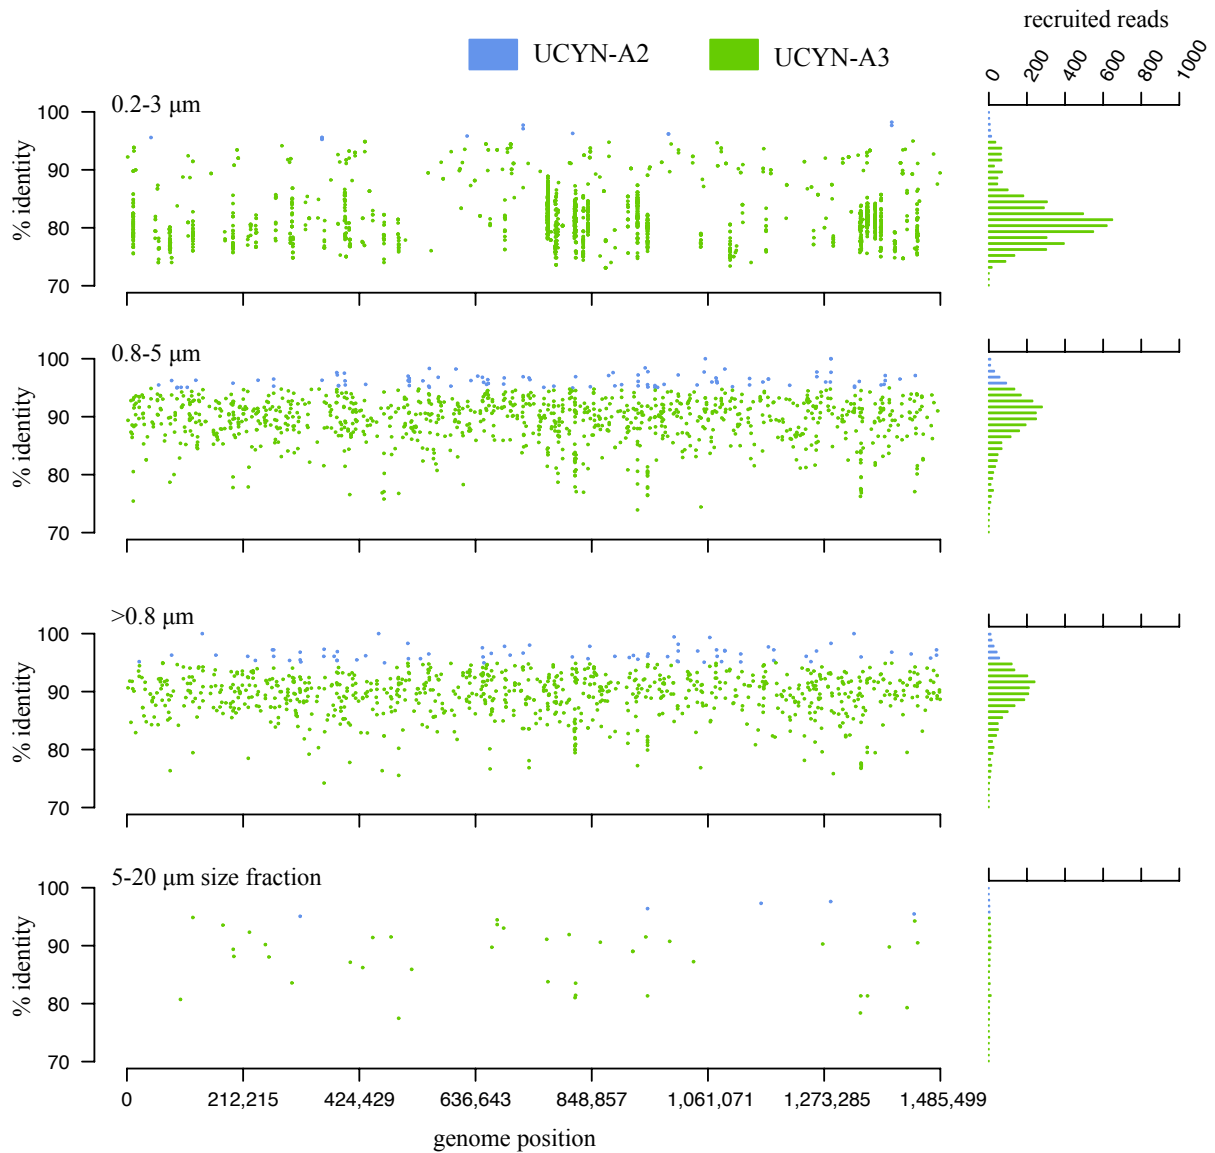 recruited reads
UCYN-A2 UCYN-A3
0 200 400 600 800 1000
0.2-3 μm
% identity
100
90
80
70
0.8-5 μm
% identity
100
90
80
70
>0.8 μm
% identity
100
90
80
70
5-20 μm size fraction
% identity
100
90
80
70
0 212,215 424,429 636,643 848,857 1,061,071 1,273,285 1,485,499
genome position